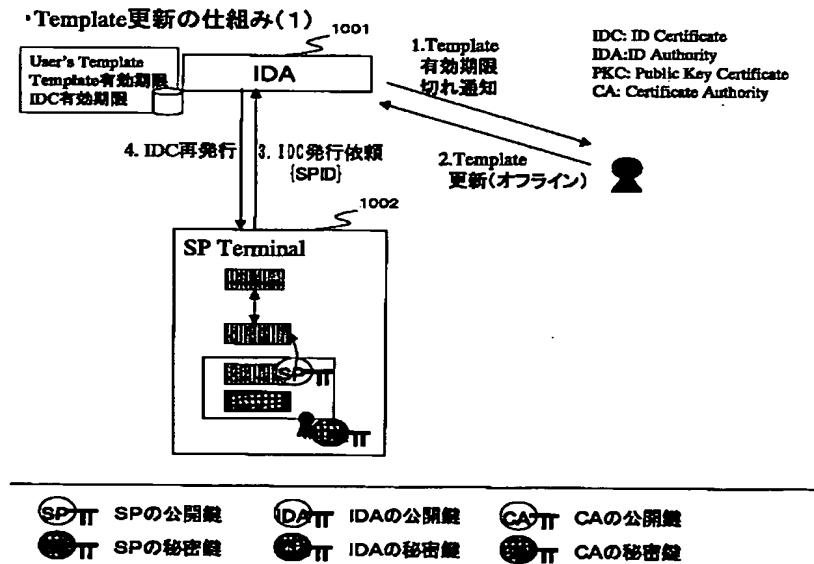 ・Template更新の仕組み(1)
1001
User's Template
Template有効期限
IDC有効期限
IDA
1.Template
有効期限
切れ通知
IDC: ID Certificate
IDA:ID Authority
PKC: Public Key Certificate
CA: Certificate Authority
4. IDC再発行
3. IDC発行依頼
{SPID}
2.Template
更新(オフライン)
1002
SP Terminal
SP
SP
SPの公開鍵
IDA
IDAの公開鍵
CA
CAの公開鍵
SPの秘密鍵
IDAの秘密鍵
CAの秘密鍵